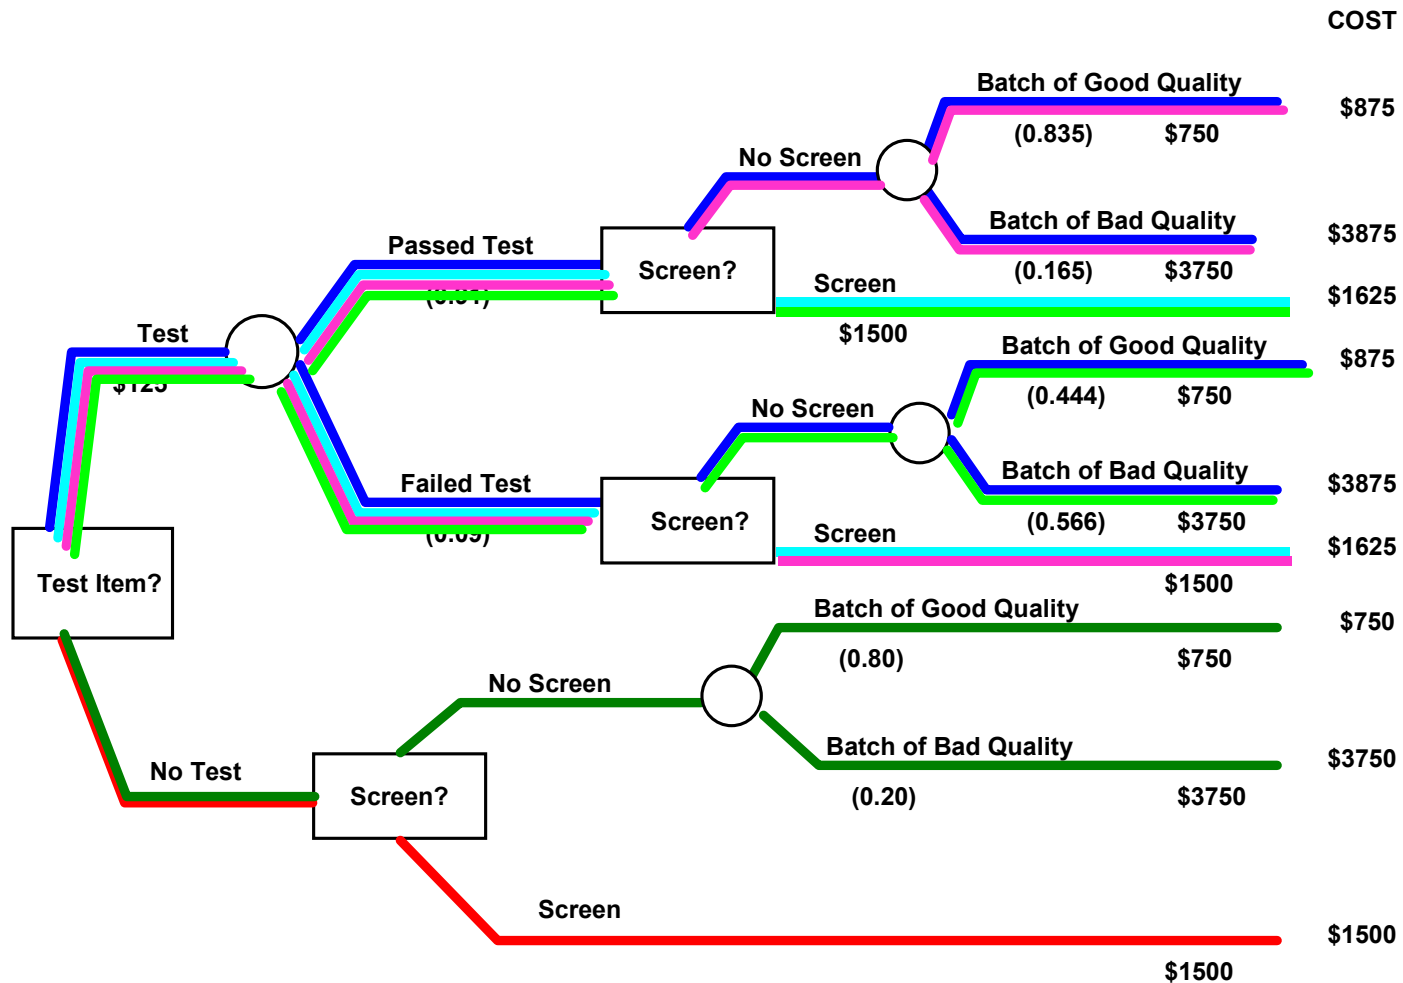 COST
Batch of Good Quality
$875
(0.835) $750
No Screen
Batch of Bad Quality
$3875
(0.165) $3750
Passed Test
Screen?
Screen
$1625
$1500
Test
$125
Batch of Good Quality
$875
(0.444) $750
No Screen
Batch of Bad Quality
$3875
(0.566) $3750
Failed Test
(0.09)
Screen?
Screen
$1625
$1500
Test Item?
Batch of Good Quality
$750
(0.80) $750
No Screen
Batch of Bad Quality
$3750
(0.20) $3750
No Test
Screen?
Screen
$1500
$1500